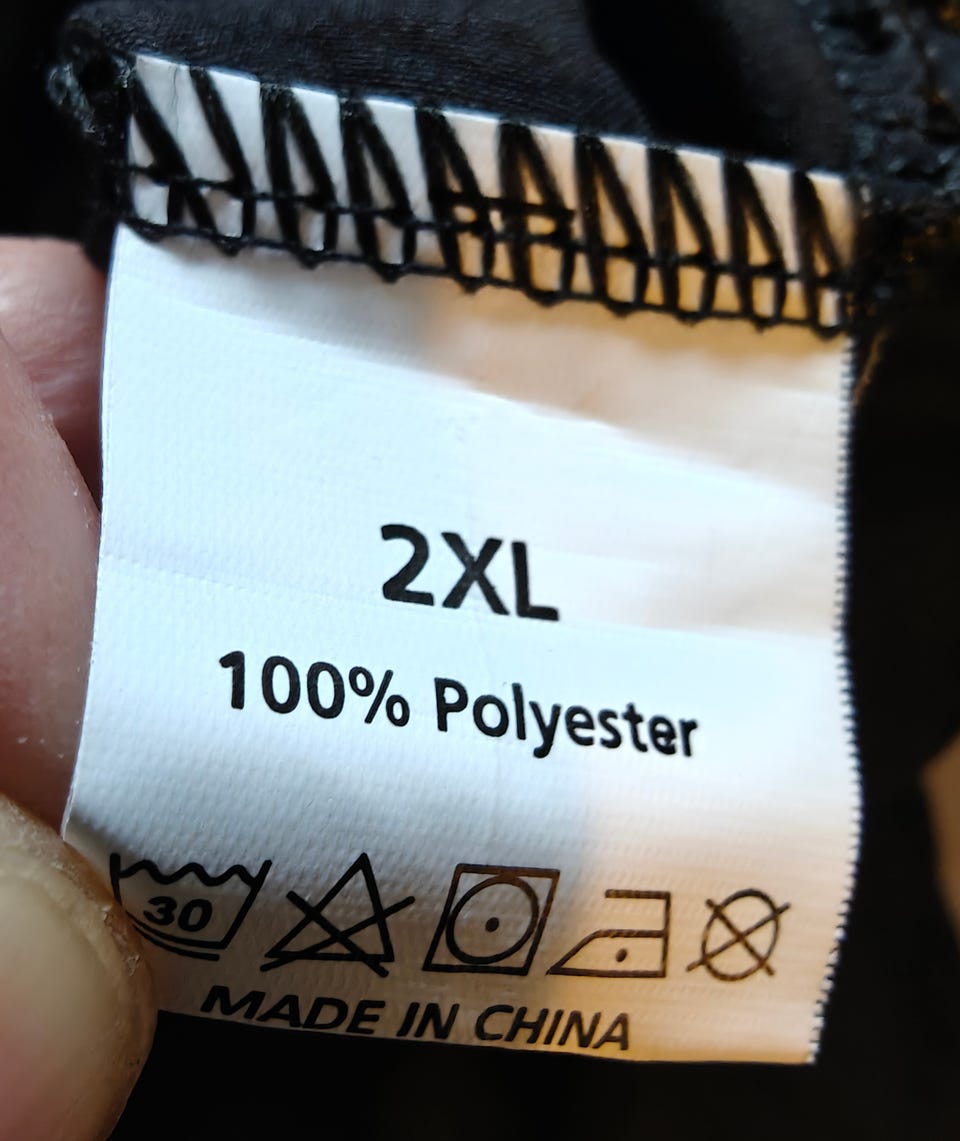 2XL
100% Polyester
30
MADE IN CHINA